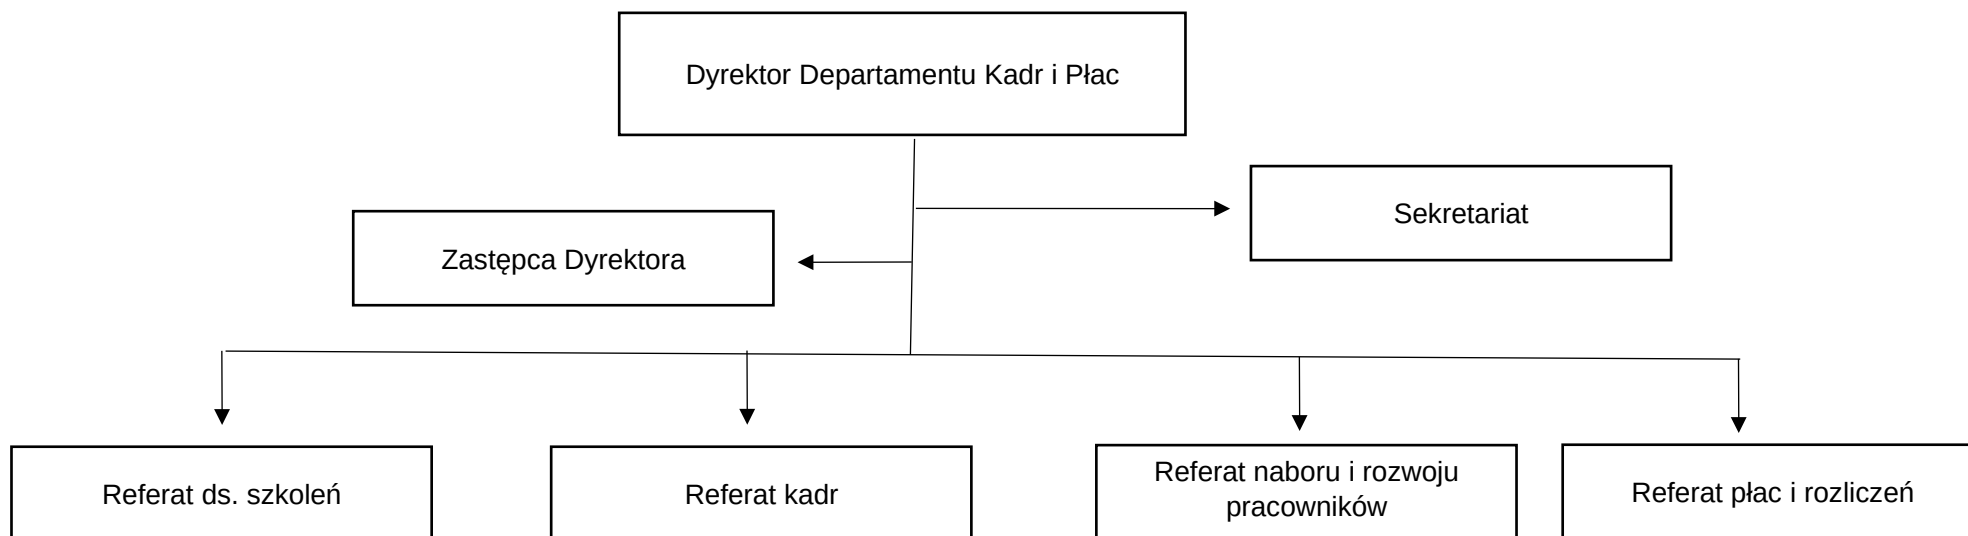 Dyrektor Departamentu Kadr i Płac
Sekretariat
Zastępca Dyrektora
Referat ds. szkoleń
Referat kadr
Referat naboru i rozwoju
pracowników
Referat płac i rozliczeń